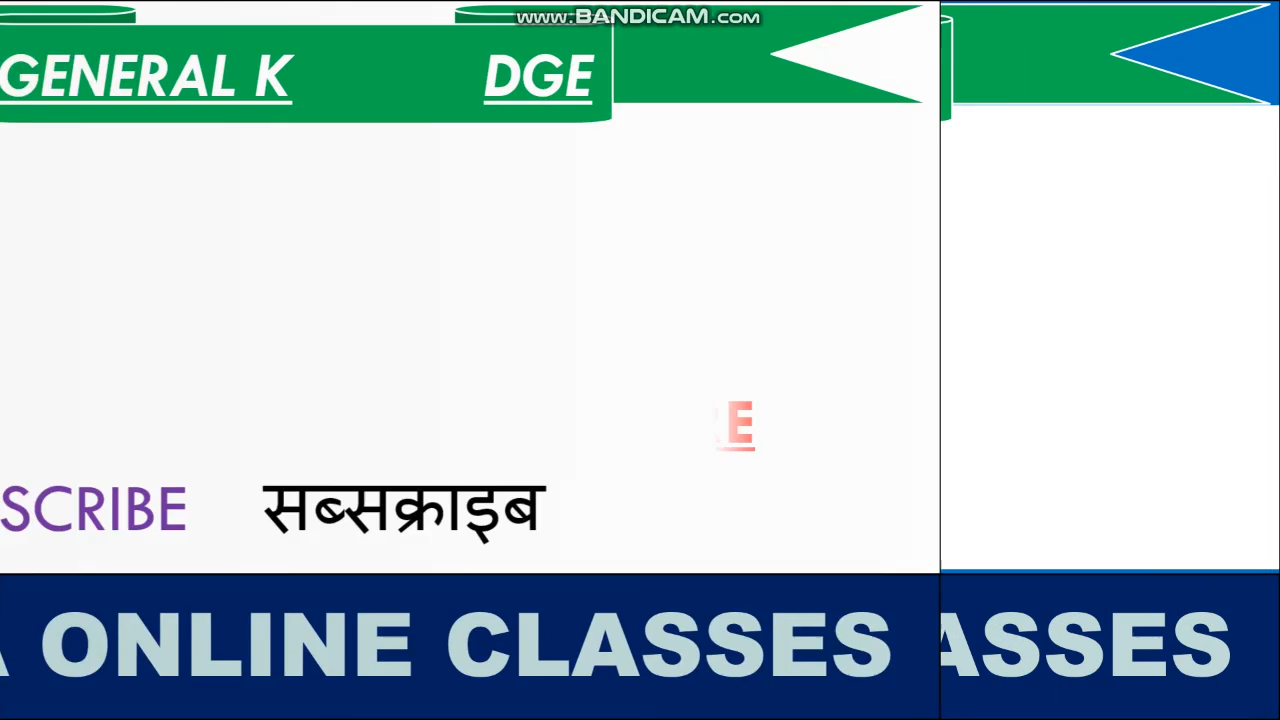 www.BANDICAM.com
GENERAL K DGE
E
SCRIBE सब्सक्राइब
ONLINE CLASSES ASSES